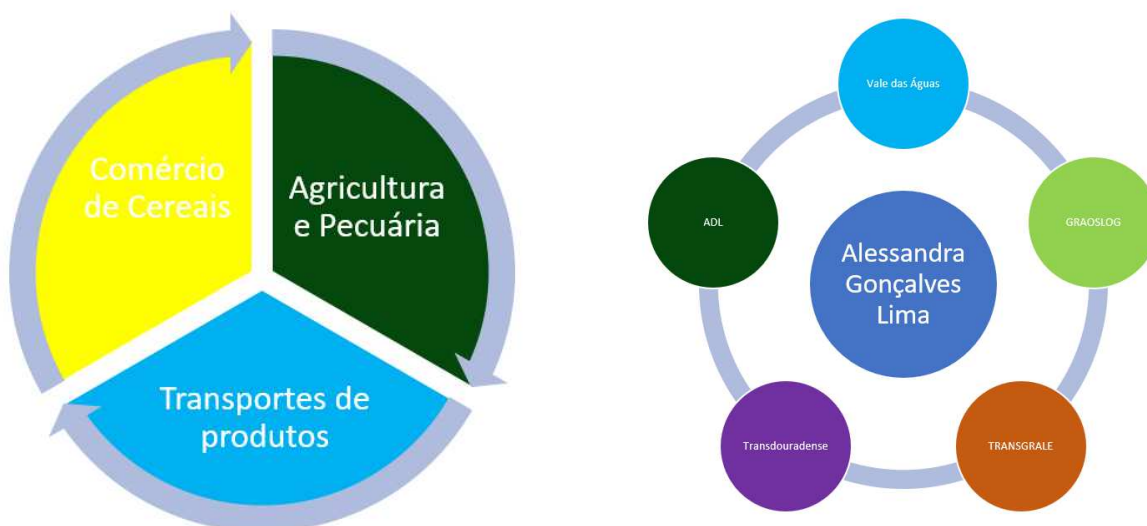 Comércio
de Cereais
Agricultura
e Pecuária
Transportes de
produtos
Vale das Águas
ADL
GRAOSLOG
Alessandra
Gonçalves
Lima
Transdouradense
TRANSGRALE